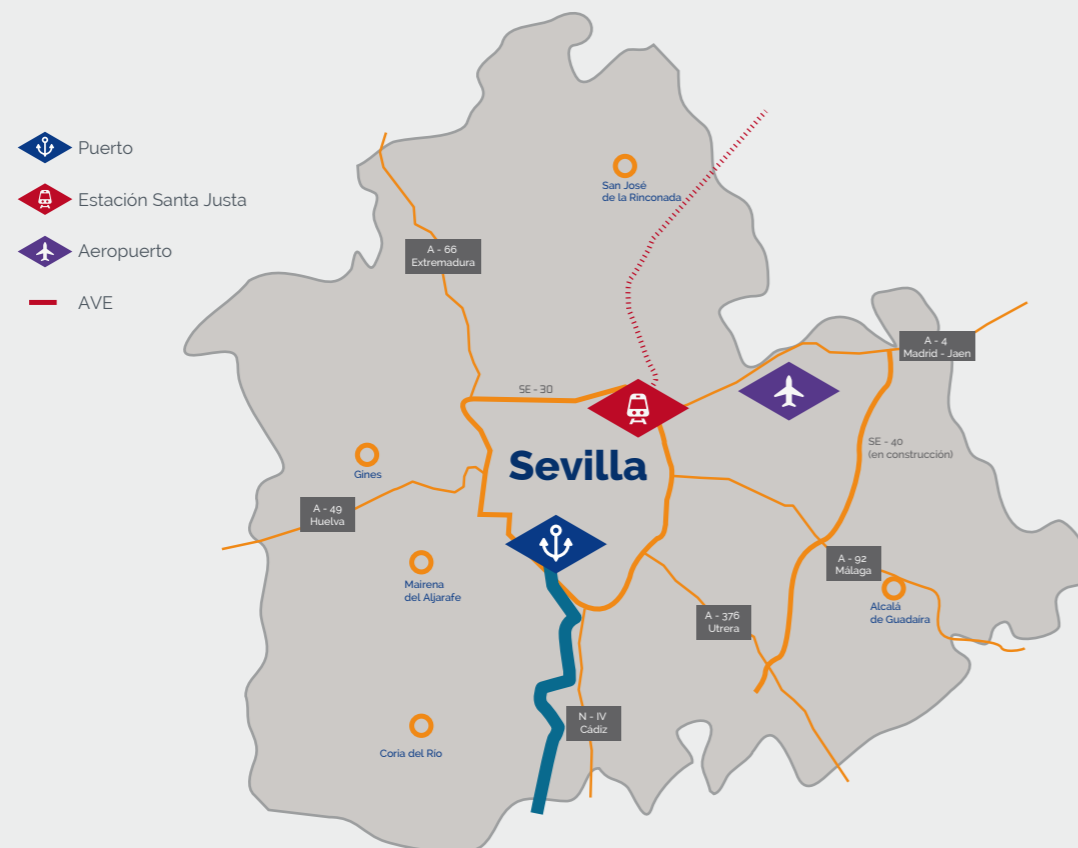 Puerto
Estación Santa Justa
Aeropuerto
AVE
San José
de la Rinconada
A - 66
Extremadura
A - 4
Madrid - Jaen
SE - 30
SE - 40
(en construcción)
Sevilla
Gines
A - 49
Huelva
Mairena
del Aljarafe
A - 92
Málaga
Alcalá
de Guadaíra
A - 376
Utrera
N - IV
Cádiz
Coria del Río